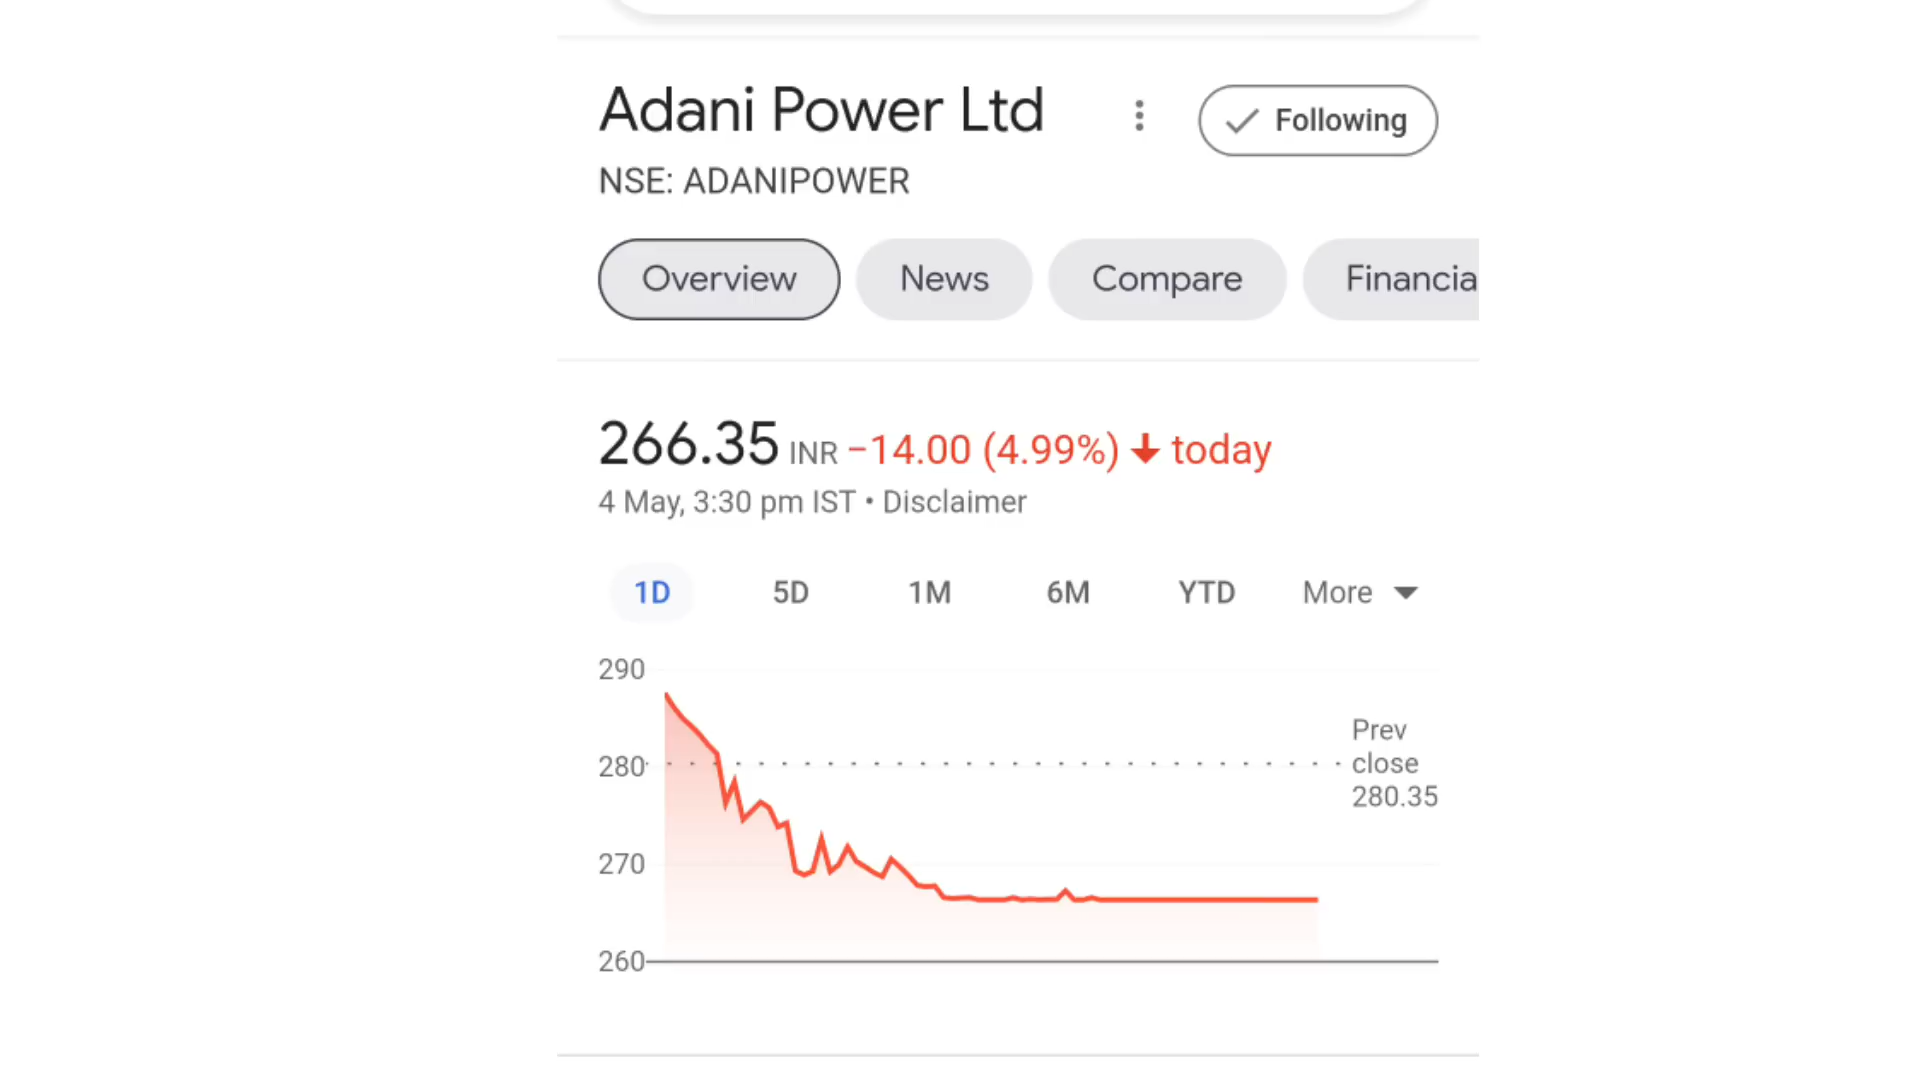 Adani Power Ltd
Following
NSE: ADANIPOWER
Overview News Compare Financia
266.35 INR −14.00 (4.99%) ↓ today
4 May, 3:30 pm IST • Disclaimer
1D 5D 1M 6M YTD More
290
280
270
260
Prev
close
280.35